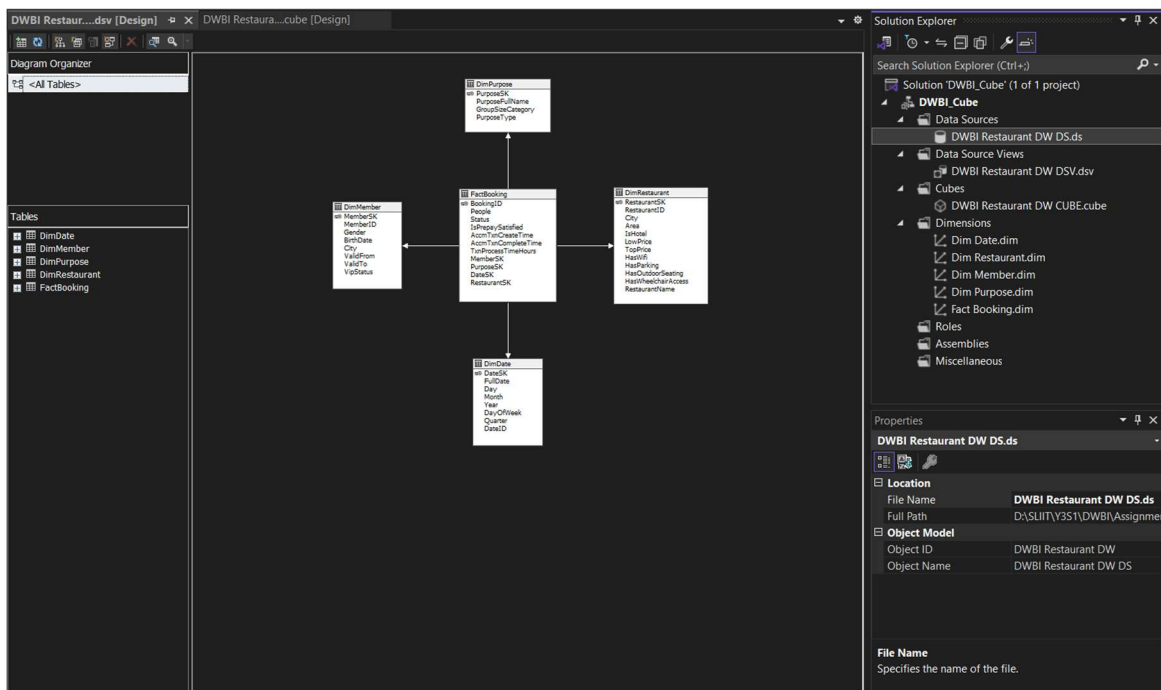 DWBI Restaur....dsv [Design]
DWBI Restaura....cube [Design]
Diagram Organizer
<All Tables>
Tables
DimDate
DimMember
DimPurpose
DimRestaurant
FactBooking
DimPurpose
PurposeSK
PurposeFullName
GroupSizeCategory
PurposeType
DimMember
MemberSK
MemberID
Gender
BirthDate
City
ValidFrom
ValidTo
VipStatus
FactBooking
BookingID
People
Status
IsPrepaySatisfied
AccmTxnCreateTime
AccmTxnCompleteTime
TxnProcessTimeHours
MemberSK
PurposeSK
DateSK
RestaurantSK
DimRestaurant
RestaurantSK
RestaurantID
City
Area
IsHotel
LowPrice
TopPrice
HasWifi
HasParking
HasOutdoorSeating
HasWheelchairAccess
RestaurantName
DimDate
DateSK
FullDate
Day
Month
Year
DayOfWeek
Quarter
DateID
Solution Explorer
Search Solution Explorer (Ctrl+;)
Solution 'DWBI_Cube' (1 of 1 project)
DWBI_Cube
Data Sources
DWBI Restaurant DW DS.ds
Data Source Views
DWBI Restaurant DW DSV.dsv
Cubes
DWBI Restaurant DW CUBE.cube
Dimensions
Dim Date.dim
Dim Restaurant.dim
Dim Member.dim
Dim Purpose.dim
Fact Booking.dim
Roles
Assemblies
Miscellaneous
Properties
DWBI Restaurant DW DS.ds
Location
File Name DWBI Restaurant DW DS.ds
Full Path D:\SLIIT\Y3S1\DWBI\Assignme
Object Model
Object ID DWBI Restaurant DW
Object Name DWBI Restaurant DW DS
File Name
Specifies the name of the file.